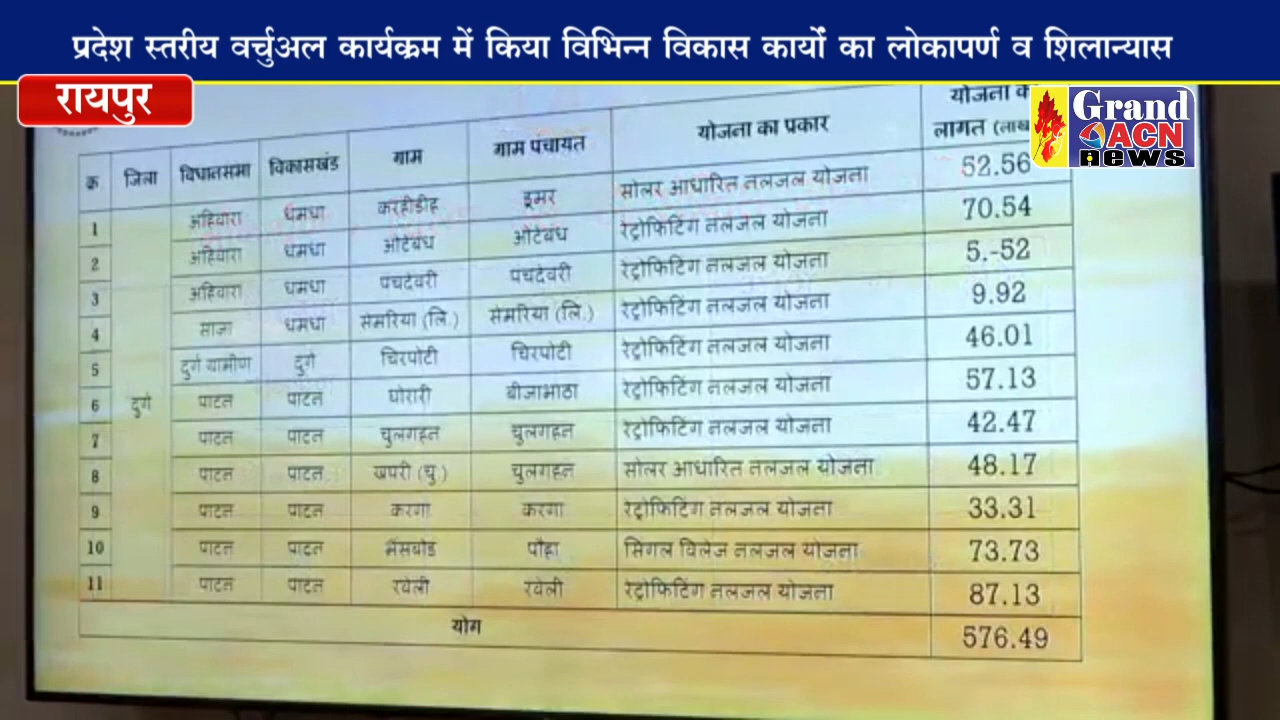 प्रदेश स्तरीय वर्चुअल कार्यक्रम में किया विभिन्न विकास कार्यों का लोकापर्ण व शिलान्यास
रायपुर
Grand
ACN
news
क्र जिला विधानसभा विकासखंड ग्राम ग्राम पंचायत योजना का प्रकार योजना की लागत (लाख
1 अहिवारा धमधा करहीडीह डूमर सोलर आधारित नलजल योजना 52.56
2 अहिवारा धमधा ओटेबंध ओटेबंध रेट्रोफिटिंग नलजल योजना 70.54
3 अहिवारा धमधा पचदेवरी पचदेवरी रेट्रोफिटिंग नलजल योजना 5.-52
4 साजा धमधा सेमरिया (लि.) सेमरिया (लि.) रेट्रोफिटिंग नलजल योजना 9.92
5 दुर्ग ग्रामीण दुर्ग चिरपोटी चिरपोटी रेट्रोफिटिंग नलजल योजना 46.01
6 दुर्ग पाटन पाटन घोरारी बीजाभाठा रेट्रोफिटिंग नलजल योजना 57.13
7 पाटन पाटन चुलगहन चुलगहन रेट्रोफिटिंग नलजल योजना 42.47
8 पाटन पाटन खपरी (चु) चुलगहन सोलर आधारित नलजल योजना 48.17
9 पाटन पाटन करगा करगा रेट्रोफिटिंग नलजल योजना 33.31
10 पाटन पाटन भैंसबोड पौहा सिंगल विलेज नलजल योजना 73.73
11 पाटन पाटन रवेली रवेली रेट्रोफिटिंग नलजल योजना 87.13
योग 576.49